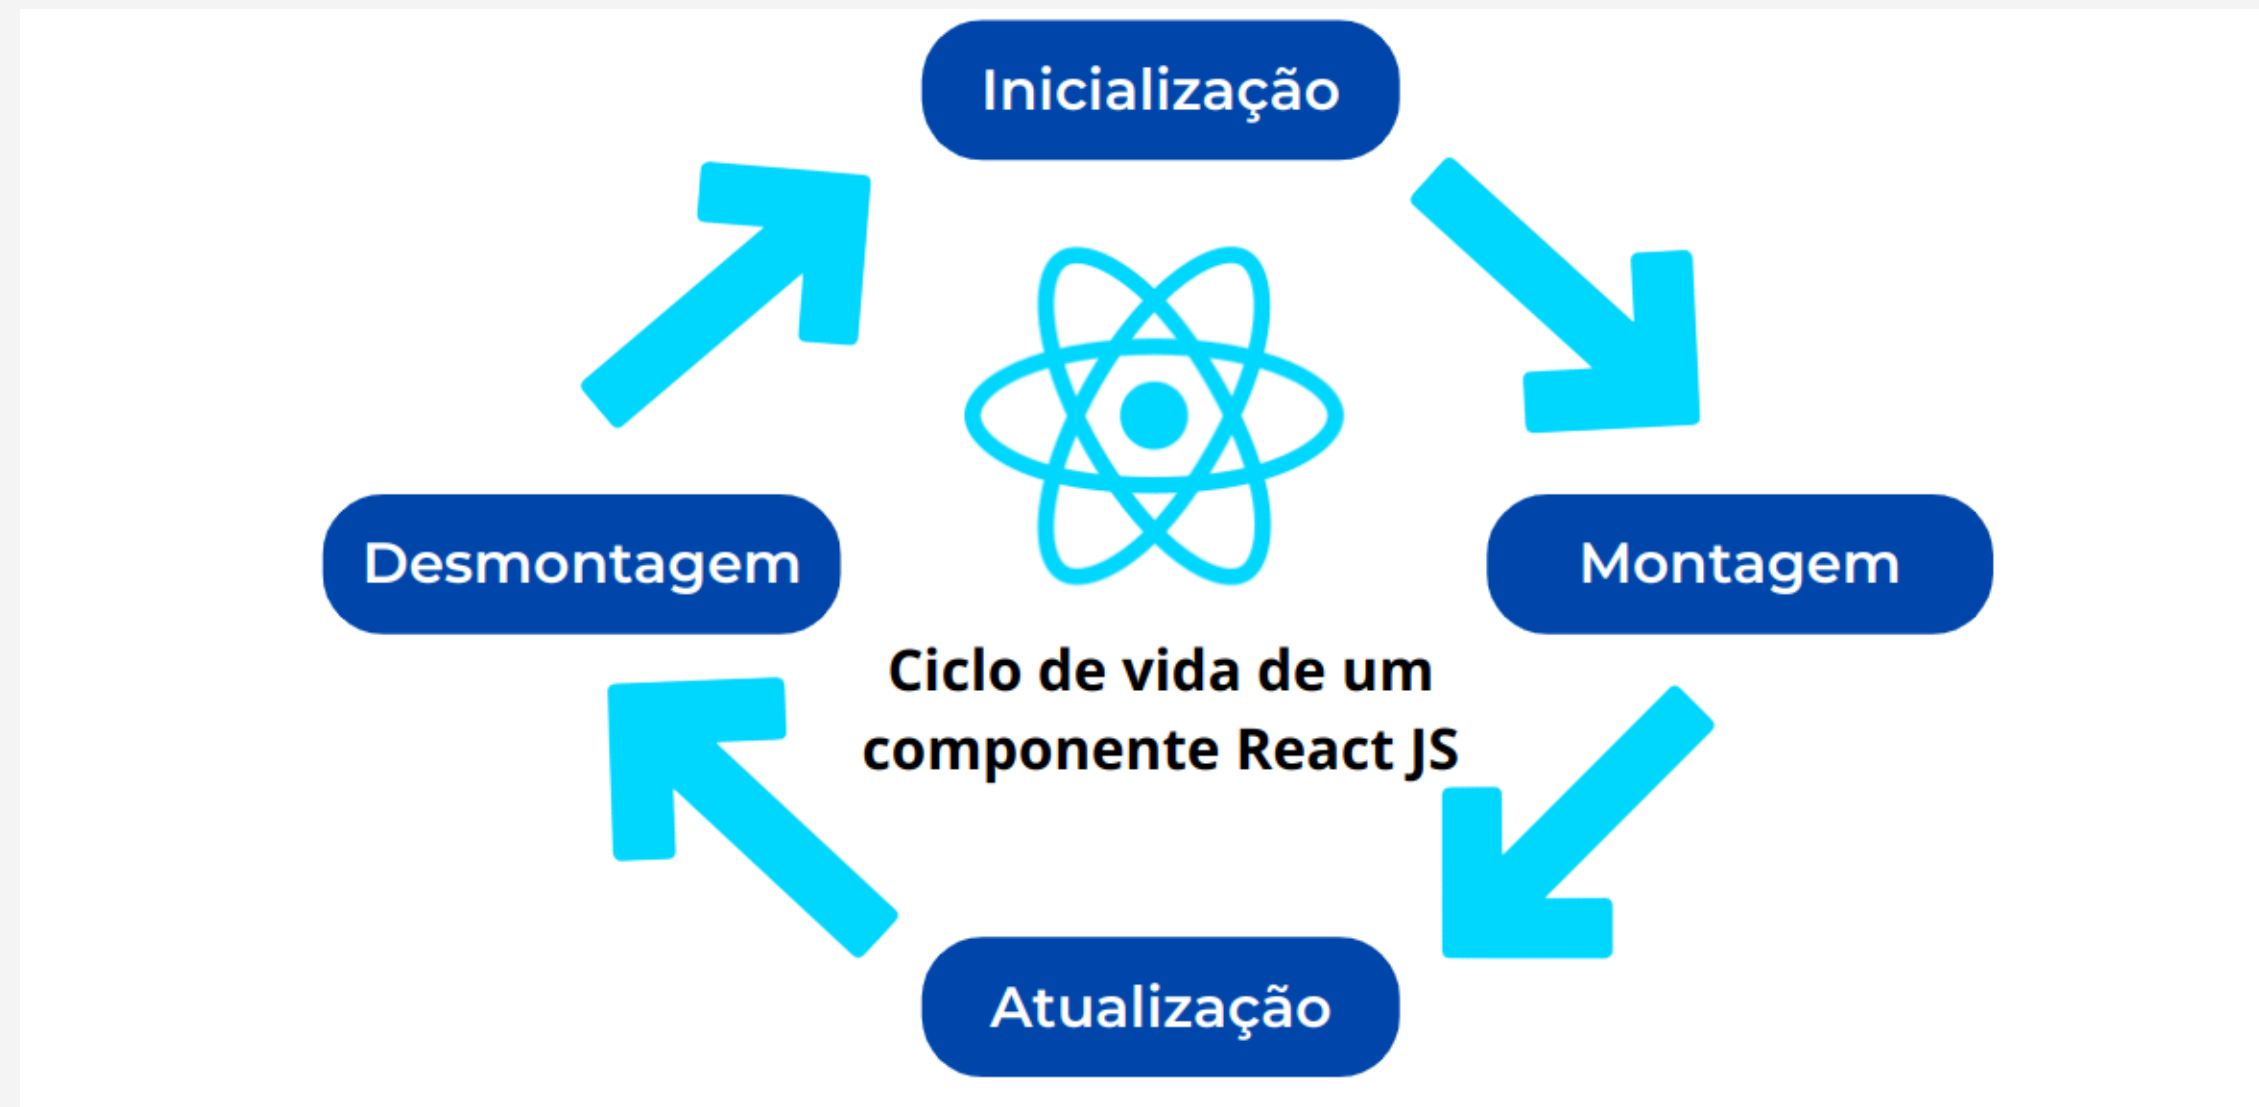 Inicialização
Desmontagem
Montagem
Ciclo de vida de um
componente React JS
Atualização